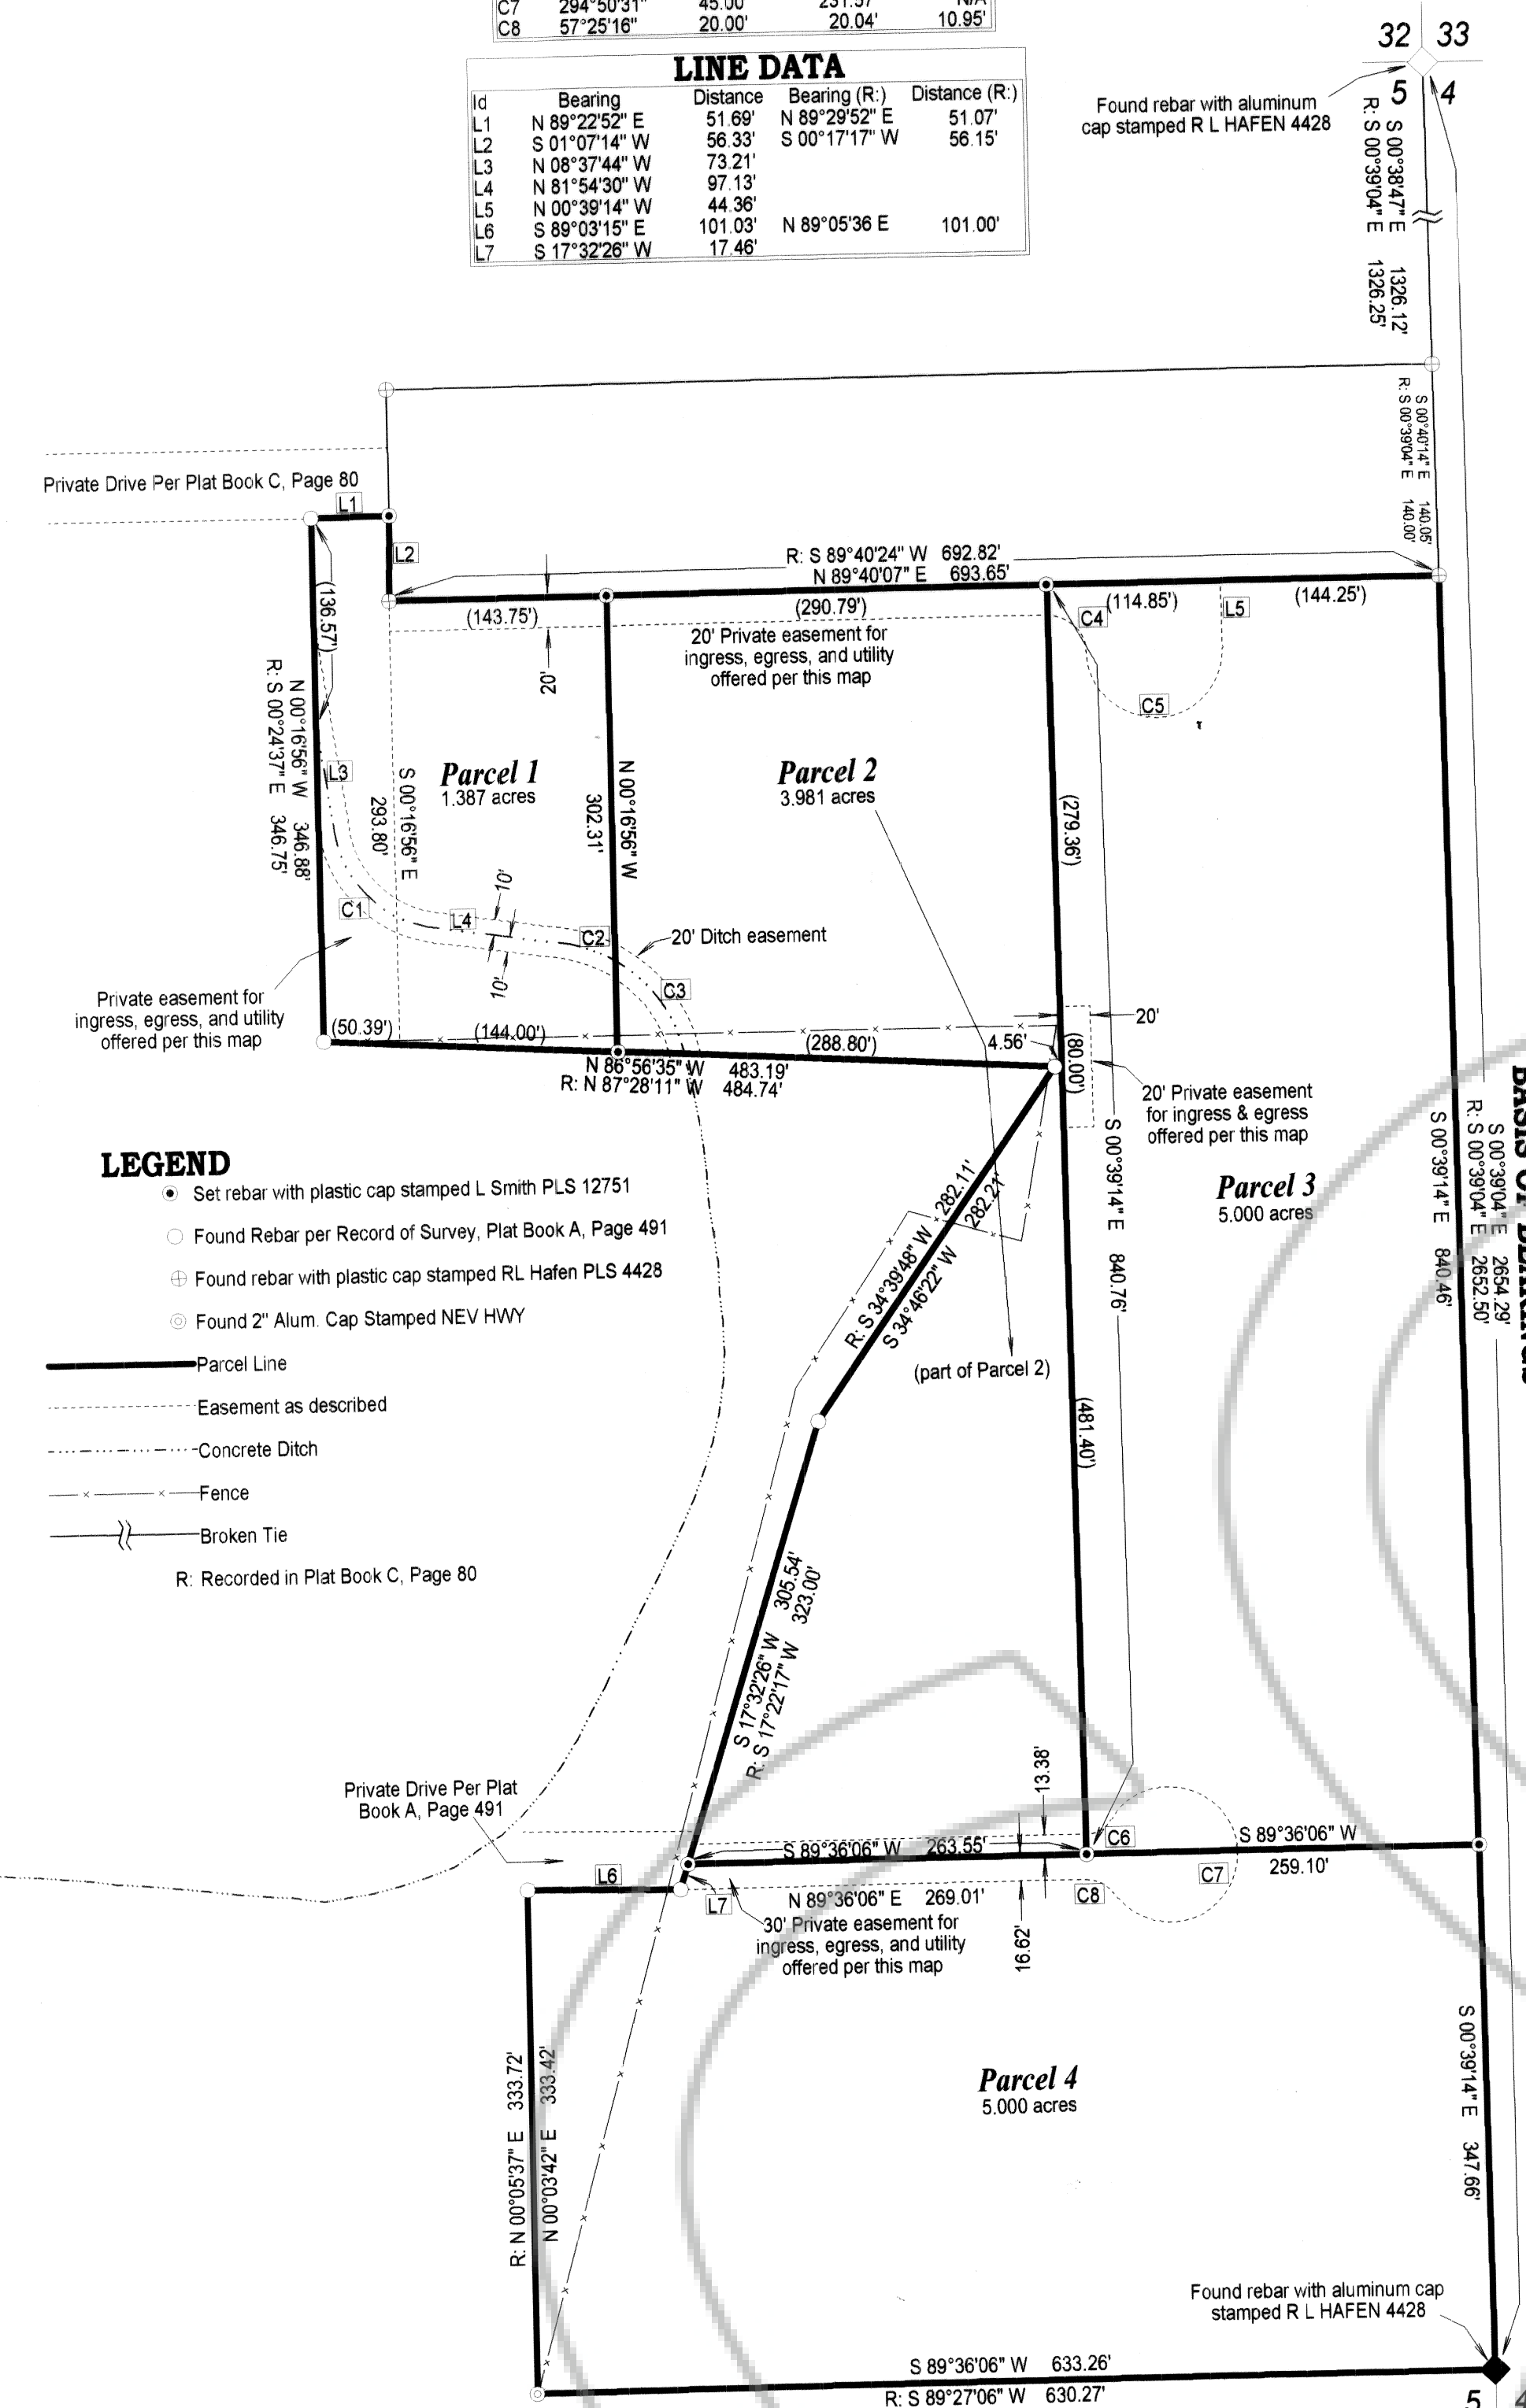 C7 294°50'31" 45.00' 231.57' N/A
C8 57°25'16" 20.00' 20.04' 10.95'
LINE DATA
Id Bearing Distance Bearing (R:) Distance (R:)
L1 N 89°22'52" E 51.69' N 89°29'52" E 51.07'
L2 S 01°07'14" W 56.33' S 00°17'17" W 56.15'
L3 N 08°37'44" W 73.21'
L4 N 81°54'30" W 97.13'
L5 N 00°39'14" W 44.36'
L6 S 89°03'15" E 101.03' N 89°05'36 E 101.00'
L7 S 17°32'26" W 17.46'
32 33
5 4
Found rebar with aluminum
cap stamped R L HAFEN 4428
S 00°38'47" E 1326.12'
R: S 00°39'04" E 1326.25'
S 00°40'14" E 140.05'
R: S 00°39'04" E 140.00'
Private Drive Per Plat Book C, Page 80
L1
L2
R: S 89°40'24" W 692.82'
N 89°40'07" E 693.65'
(143.75')
(290.79')
(114.85')
(144.25')
C4
L5
C5
20' Private easement for
ingress, egress, and utility
offered per this map
20'
(136.57')
N 00°16'56" W 346.88'
R: S 00°24'37" E 346.75'
L3
S 00°16'56" E
293.80'
Parcel 1
1.387 acres
N 00°16'56" W
302.31'
Parcel 2
3.981 acres
(279.36')
C1
L4
10'
10'
C2
20' Ditch easement
C3
Private easement for
ingress, egress, and utility
offered per this map
(50.39')
(144.00')
(288.80')
4.56'
N 86°56'35" W 483.19'
R: N 87°28'11" W 484.74'
(80.00')
20'
20' Private easement
for ingress & egress
offered per this map
S 00°39'14" E 840.76'
Parcel 3
5.000 acres
S 00°39'14" E 840.46'
S 00°39'04" E 2654.29'
R: S 00°39'04" E 2652.50'
BASIS OF BEARINGS
LEGEND
Set rebar with plastic cap stamped L Smith PLS 12751
Found Rebar per Record of Survey, Plat Book A, Page 491
Found rebar with plastic cap stamped RL Hafen PLS 4428
Found 2" Alum. Cap Stamped NEV HWY
Parcel Line
Easement as described
Concrete Ditch
Fence
Broken Tie
R: Recorded in Plat Book C, Page 80
R: S 34°39'48" W 282.11'
S 34°46'22" W 282.21'
(part of Parcel 2)
(481.40')
S 17°32'26" W 305.54'
R: S 17°22'17" W 323.00'
Private Drive Per Plat
Book A, Page 491
13.38'
S 89°36'06" W 263.55'
C6
S 89°36'06" W
259.10'
C7
L6
L7
N 89°36'06" E 269.01'
C8
30' Private easement for
ingress, egress, and utility
offered per this map
16.62'
R: N 00°05'37" E 333.72'
N 00°03'42" E 333.42'
Parcel 4
5.000 acres
S 00°39'14" E 347.66'
Found rebar with aluminum cap
stamped R L HAFEN 4428
S 89°36'06" W 633.26'
R: S 89°27'06" W 630.27'
5